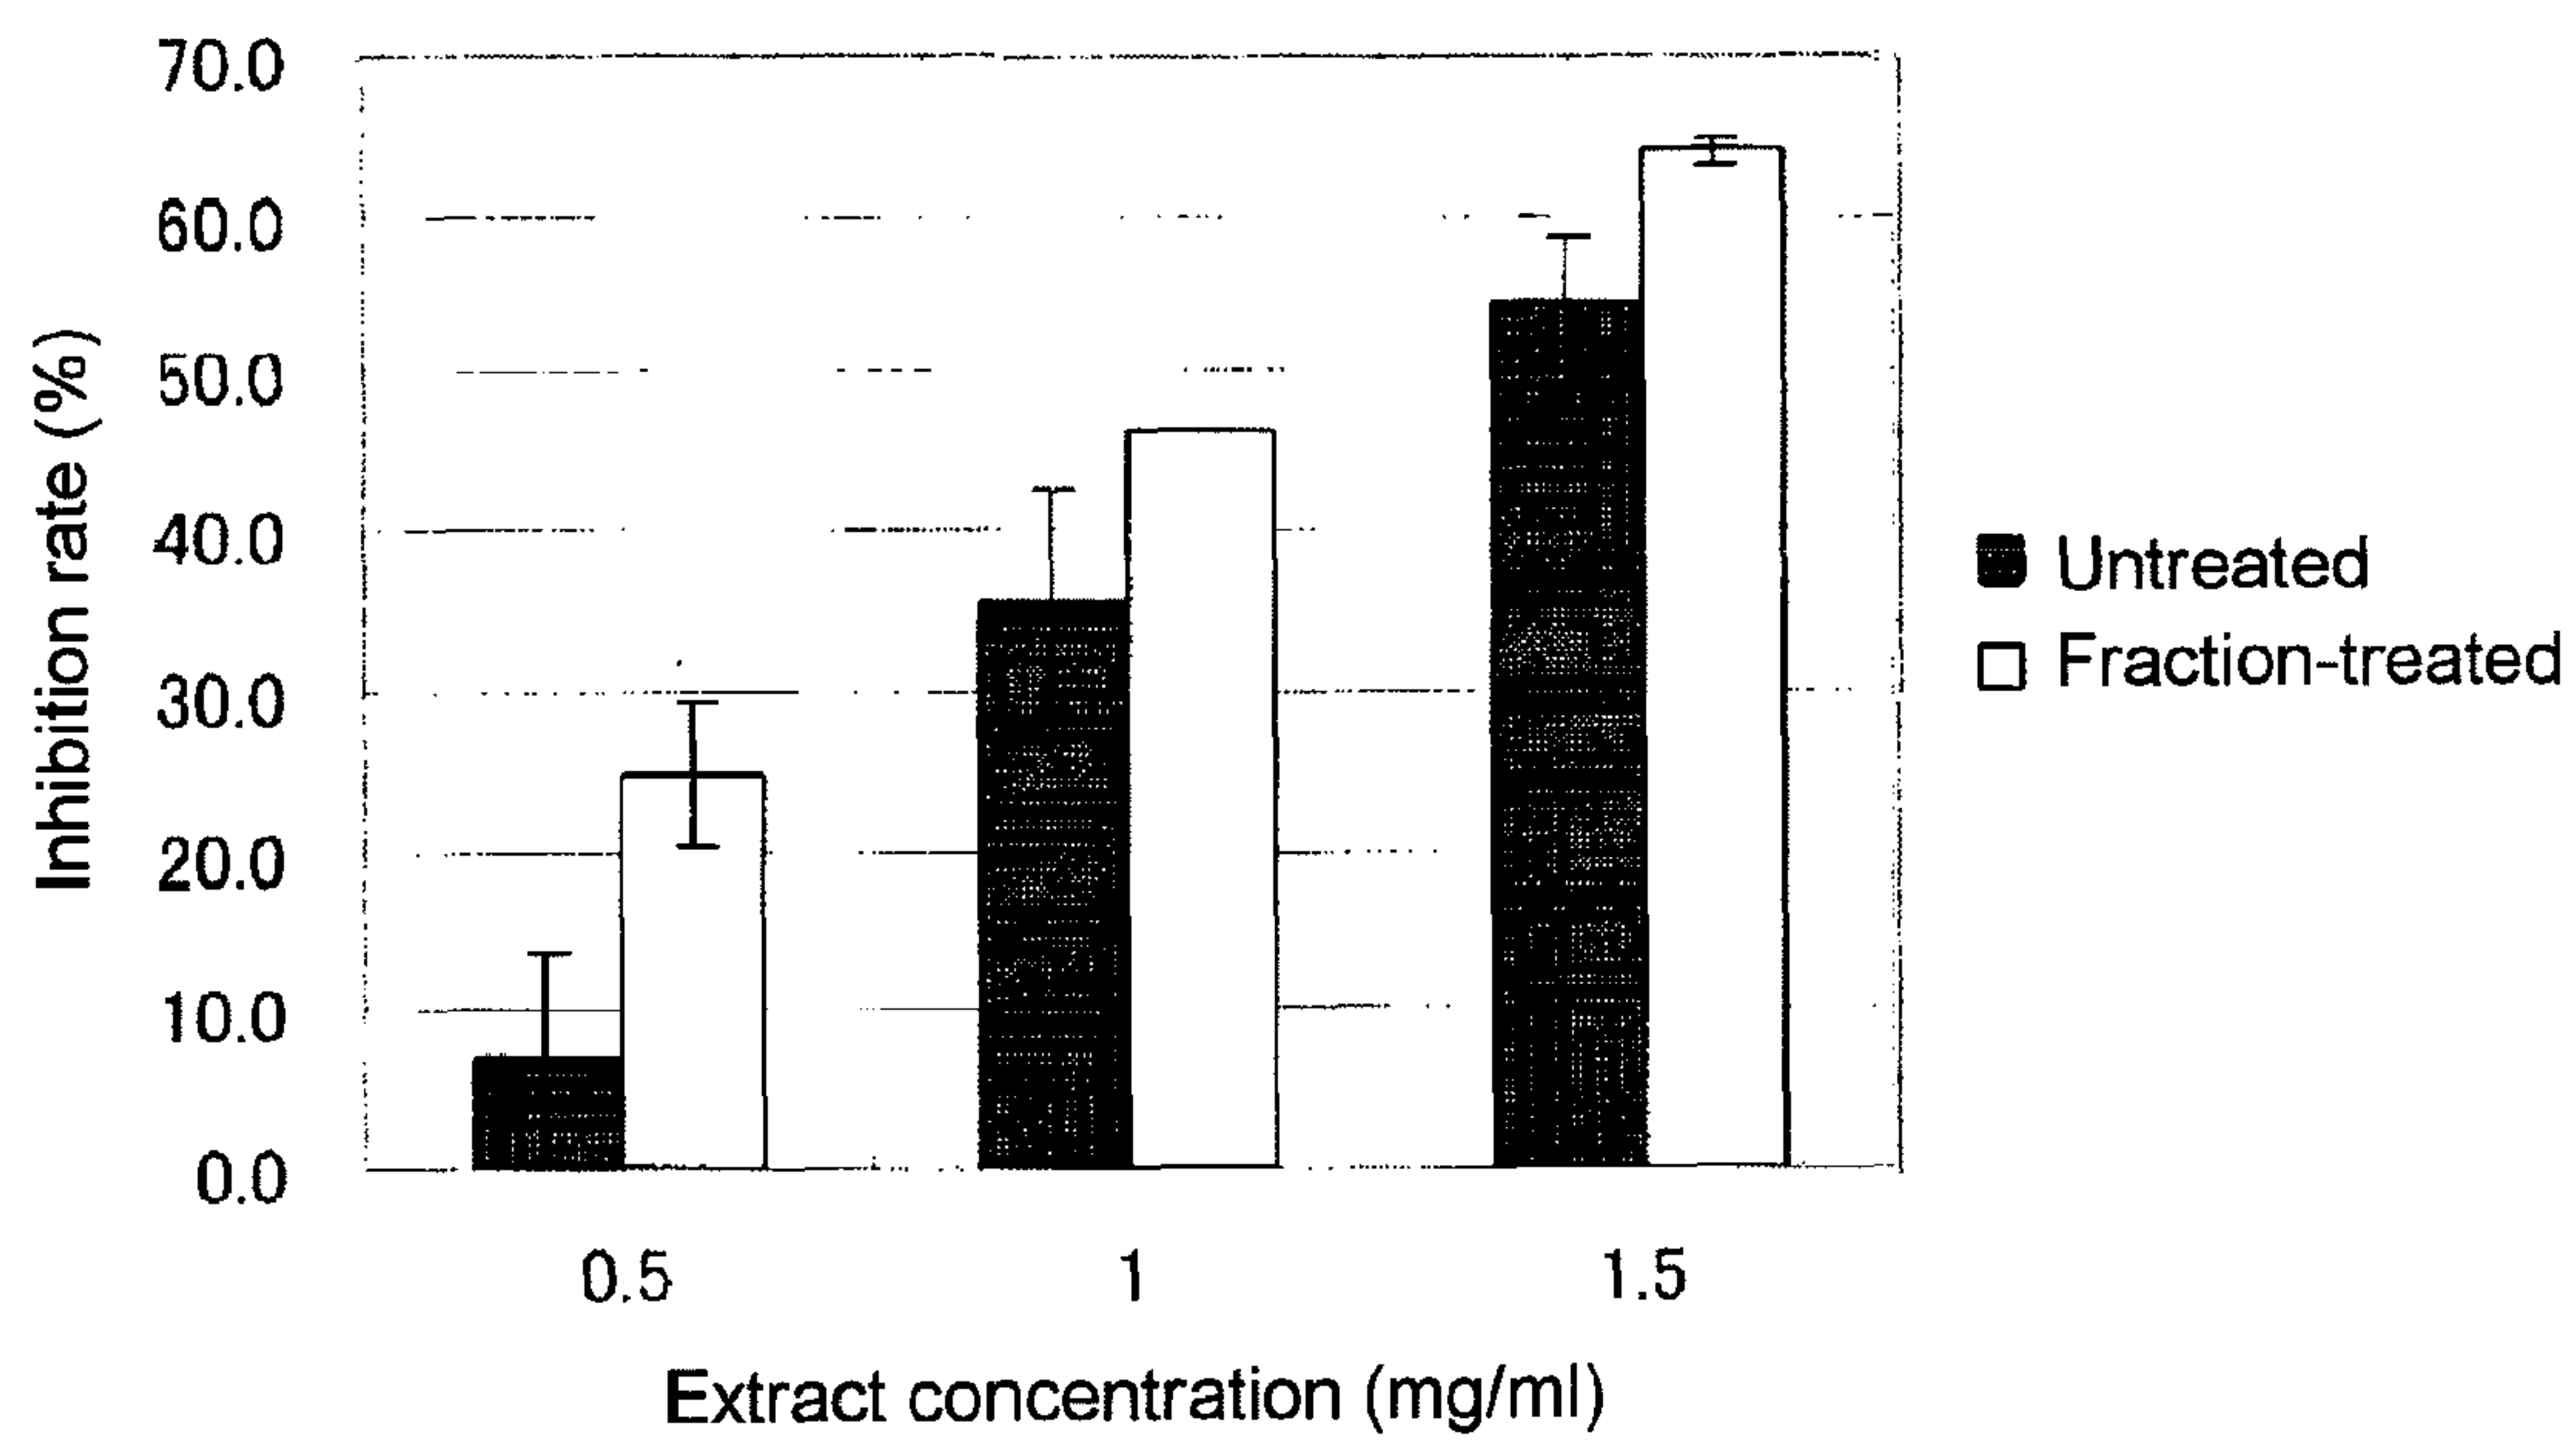 70.0
60.0
50.0
40.0
30.0
20.0
10.0
0.0
Inhibition rate (%)
0.5
1
1.5
Extract concentration (mg/ml)
Untreated
Fraction-treated